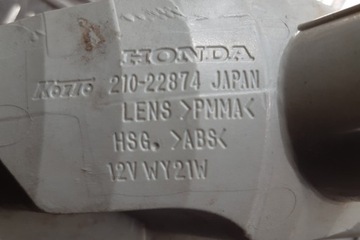 HONDA
KOITO 210-22874 JAPAN
LENS >PMMA<
HSG. >ABS<
12V WY21W